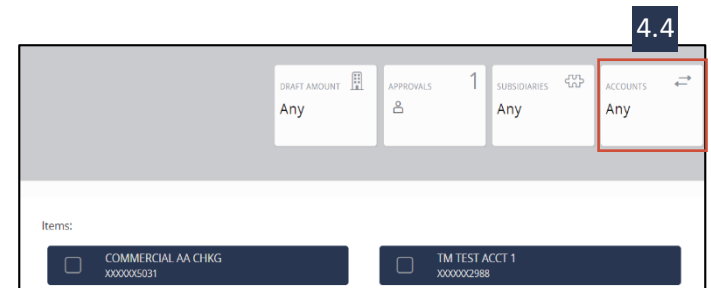 4.4
DRAFT AMOUNT
Any
APPROVALS 1
SUBSIDIARIES
Any
ACCOUNTS
Any
Items:
COMMERCIAL AA CHKG
XXXXXX5031
TM TEST ACCT 1
XXXXXX2988